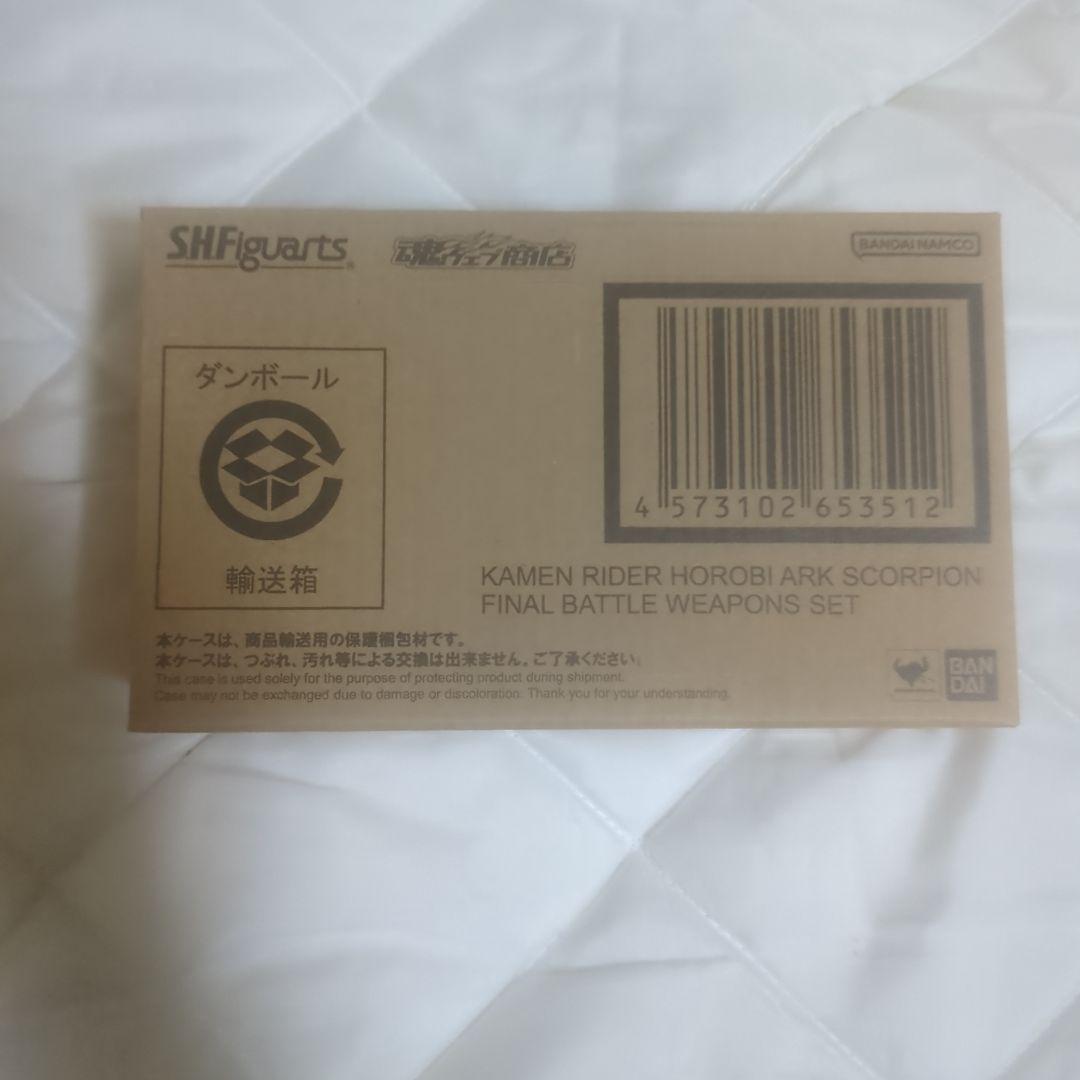 S.H.Figuarts®
魂ウェブ商店
BANDAI NAMCO
ダンボール
輸送箱
4 573102 653512
KAMEN RIDER HOROBI ARK SCORPION
FINAL BATTLE WEAPONS SET
本ケースは、商品輸送用の保護梱包材です。
本ケースは、つぶれ、汚れ等による交換は出来ません。ご了承ください。
This case is used solely for the purpose of protecting product during shipment.
Case may not be exchanged due to damage or discoloration. Thank you for your understanding.
BAN
DAI